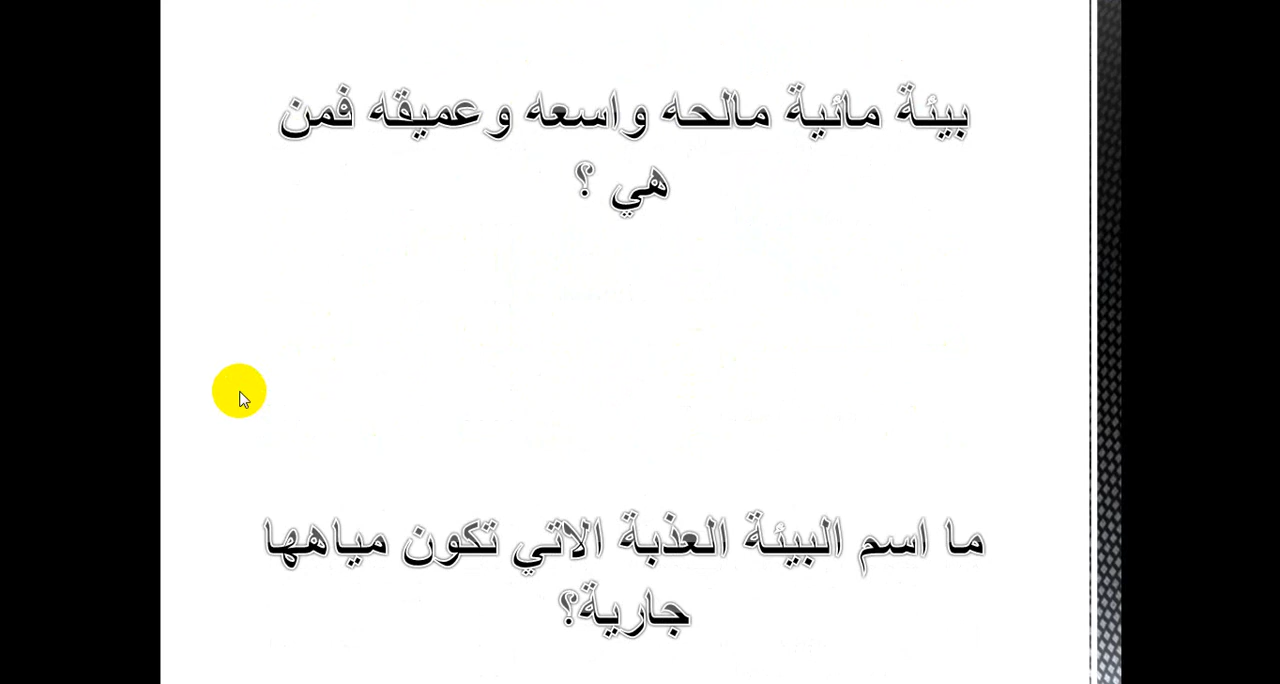 بيئة مائية مالحه واسعه وعميقه فمن
هي ؟
ما اسم البيئة العذبة الاتي تكون مياهها
جارية؟